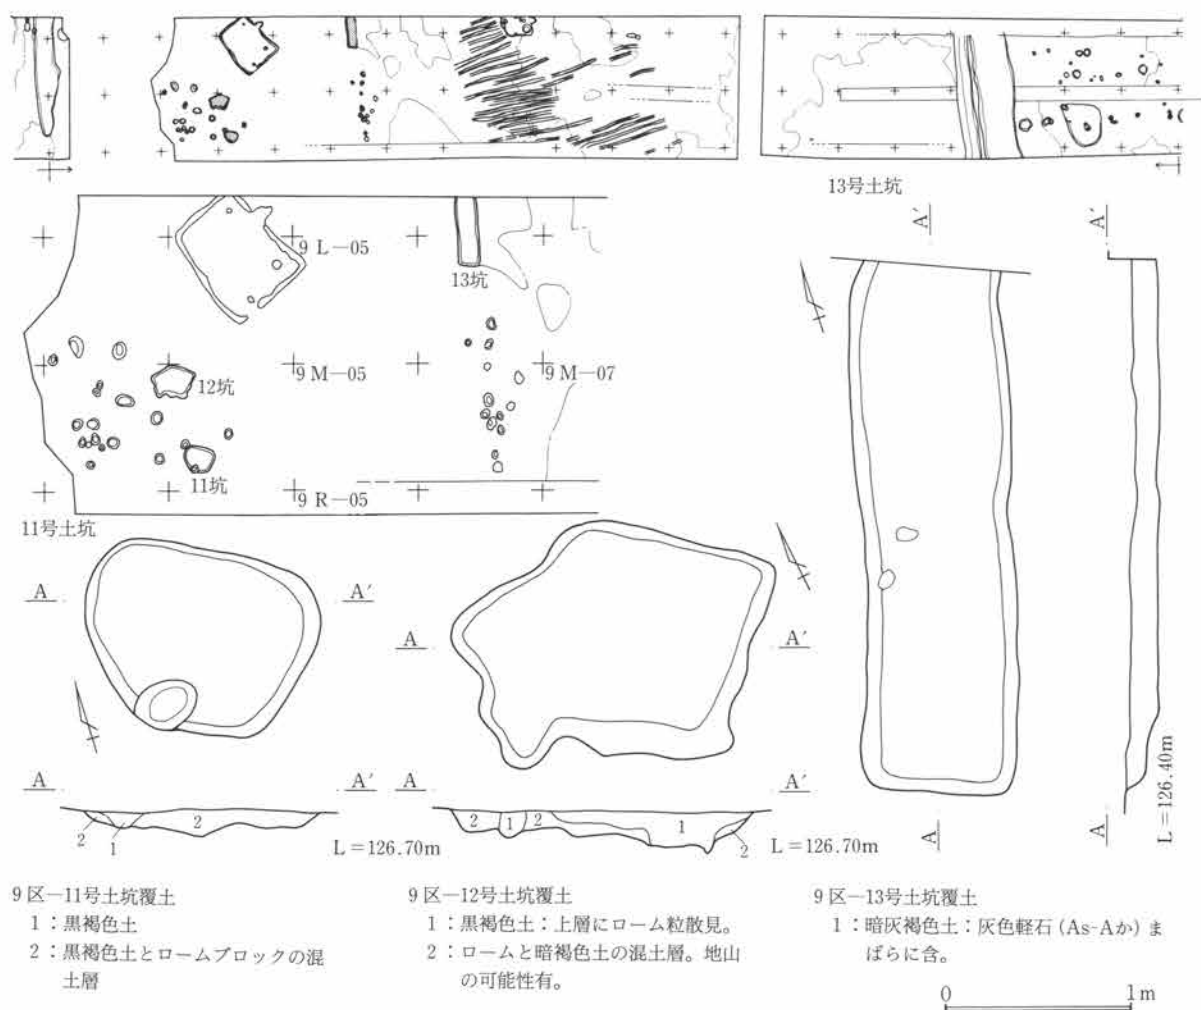 13号土坑
9 L－05
13坑
9 M－05
9 M－07
12坑
11坑
9 R－05
11号土坑
A
A′
A
A′
A
A′
A
A′
L＝126.70m
L＝126.70m
A′
A′
A
A
L＝126.40m
2
1
2
2
1
2
1
2
9区―11号土坑覆土
1：黒褐色土
2：黒褐色土とロームブロックの混
土層
9区―12号土坑覆土
1：黒褐色土：上層にローム粒散見。
2：ロームと暗褐色土の混土層。地山
の可能性有。
9区―13号土坑覆土
1：暗灰褐色土：灰色軽石 (As-Aか) ま
ばらに含。
0
1m